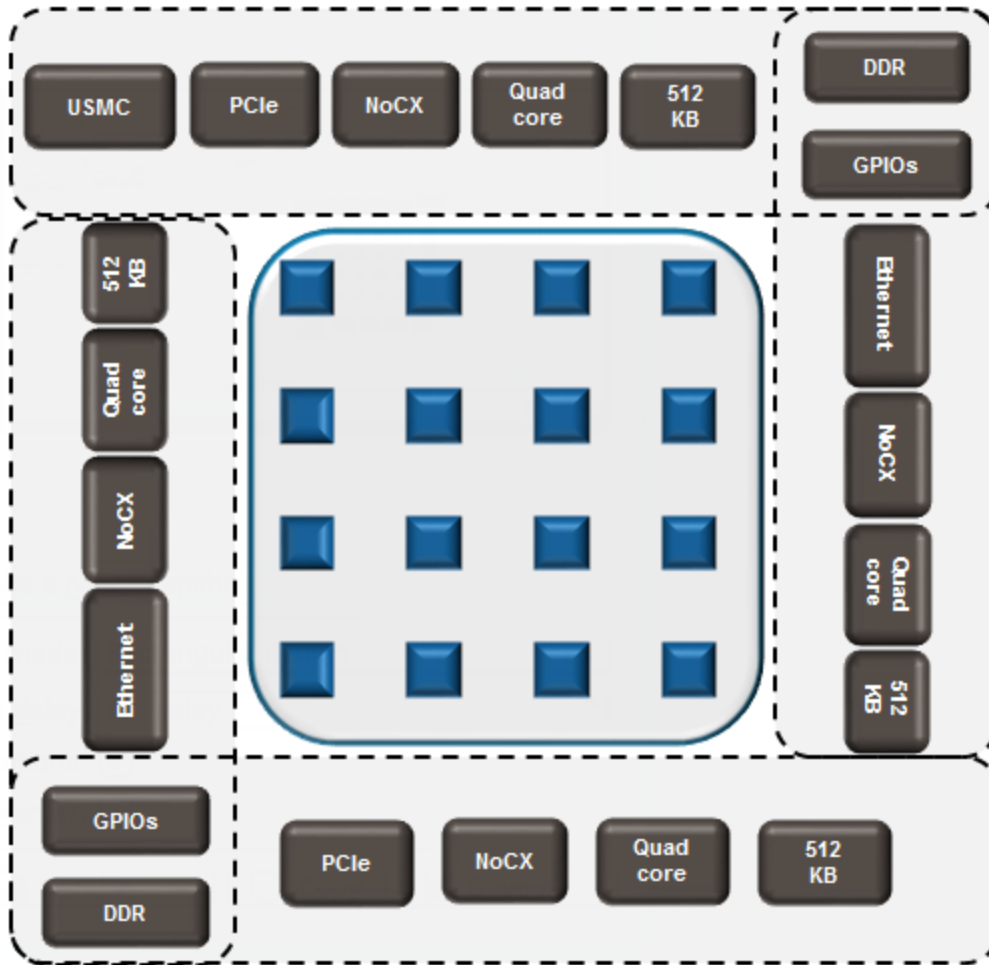 USMC
PCIe
NoCX
Quad
core
512
KB
DDR
GPIOs
512
KB
Quad
core
NoCX
Ethernet
Ethernet
NoCX
Quad
core
512
KB
GPIOs
DDR
PCIe
NoCX
Quad
core
512
KB